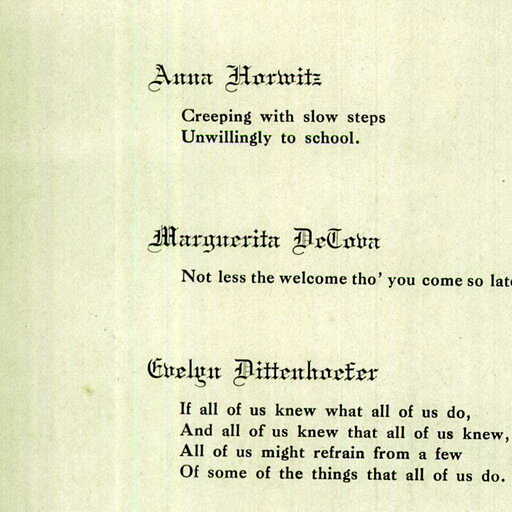 Anna Horwitz
Creeping with slow steps
Unwillingly to school.
Marguerita DeTova
Not less the welcome tho' you come so late
Evelyn Dittenhoefer
If all of us knew what all of us do,
And all of us knew that all of us knew,
All of us might refrain from a few
Of some of the things that all of us do.